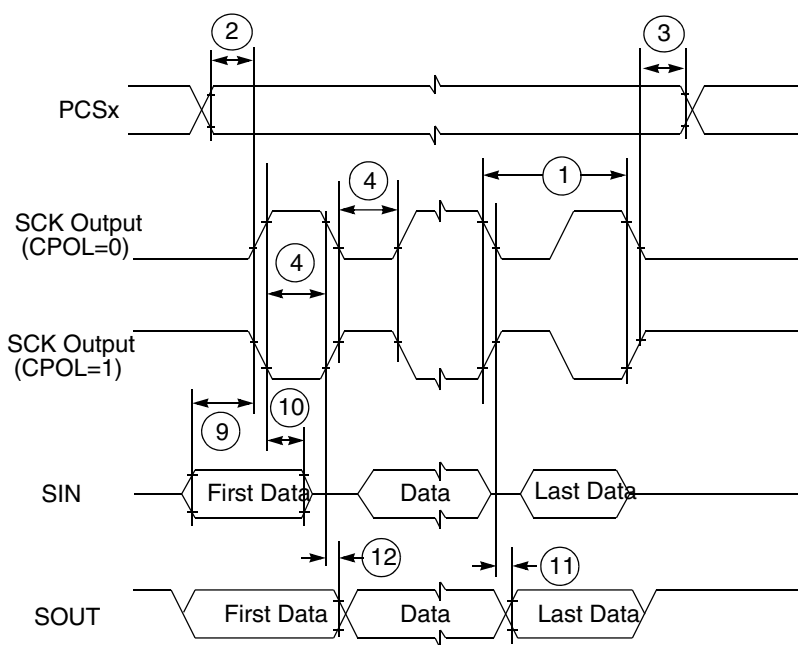 2
3
PCSx
4
1
SCK Output
(CPOL=0)
4
SCK Output
(CPOL=1)
9
10
SIN
First Data
Data
Last Data
12
11
SOUT
First Data
Data
Last Data